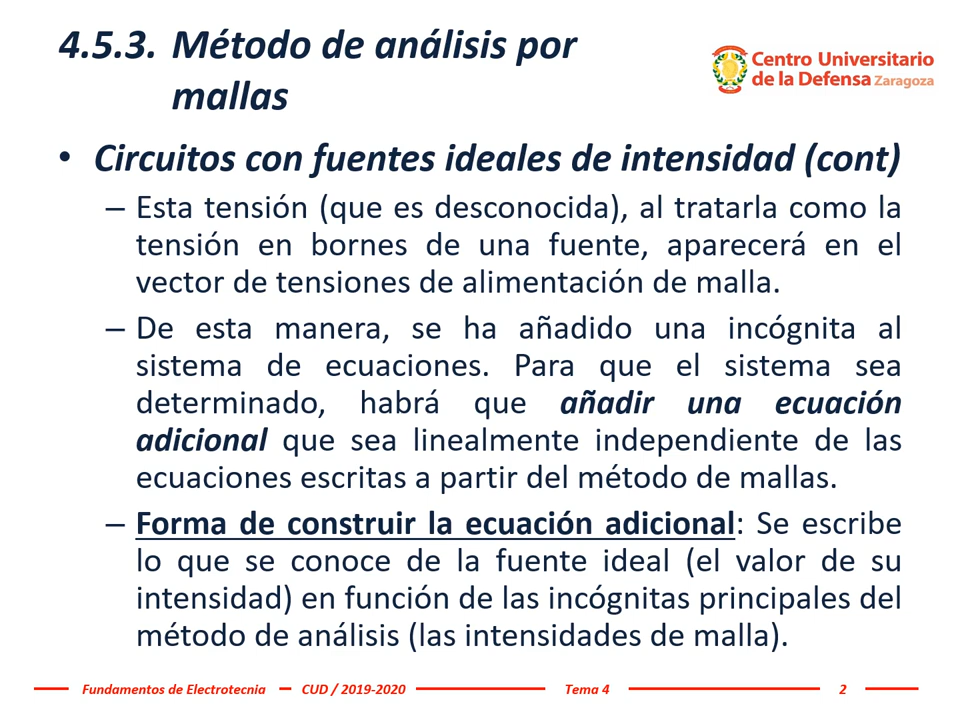 4.5.3. Método de análisis por
mallas
Centro Universitario
de la Defensa Zaragoza
• Circuitos con fuentes ideales de intensidad (cont)
– Esta tensión (que es desconocida), al tratarla como la
tensión en bornes de una fuente, aparecerá en el
vector de tensiones de alimentación de malla.
– De esta manera, se ha añadido una incógnita al
sistema de ecuaciones. Para que el sistema sea
determinado, habrá que añadir una ecuación
adicional que sea linealmente independiente de las
ecuaciones escritas a partir del método de mallas.
– Forma de construir la ecuación adicional: Se escribe
lo que se conoce de la fuente ideal (el valor de su
intensidad) en función de las incógnitas principales del
método de análisis (las intensidades de malla).
Fundamentos de Electrotecnia CUD / 2019-2020 Tema 4 2